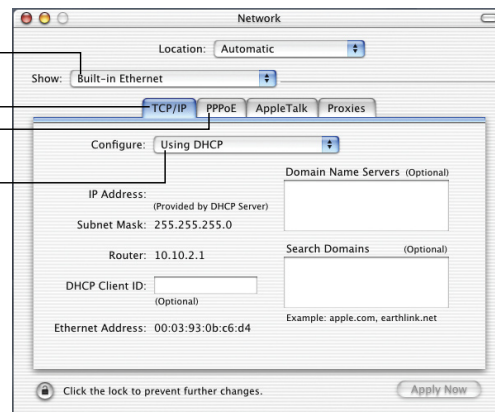 Network
Location: Automatic
Show: Built-in Ethernet
TCP/IP PPPoE AppleTalk Proxies
Configure: Using DHCP
Domain Name Servers (Optional)
IP Address:
(Provided by DHCP Server)
Subnet Mask: 255.255.255.0
Router: 10.10.2.1
Search Domains (Optional)
DHCP Client ID:
(Optional)
Example: apple.com, earthlink.net
Ethernet Address: 00:03:93:0b:c6:d4
Click the lock to prevent further changes.
Apply Now